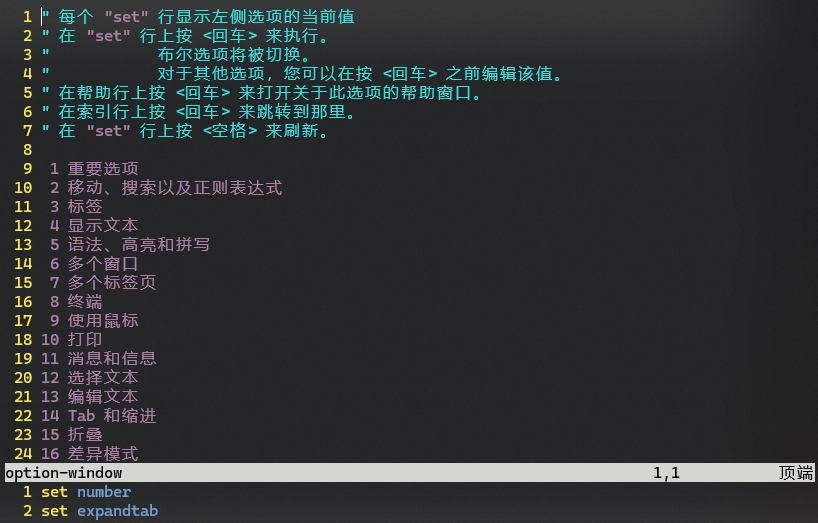 1 " 每个 "set" 行显示左侧选项的当前值
2 " 在 "set" 行上按 <回车> 来执行。
3 "            布尔选项将被切换。
4 "            对于其他选项，您可以在按 <回车> 之前编辑该值。
5 " 在帮助行上按 <回车> 来打开关于此选项的帮助窗口。
6 " 在索引行上按 <回车> 来跳转到那里。
7 " 在 "set" 行上按 <空格> 来刷新。
8
9  1 重要选项
10  2 移动、搜索以及正则表达式
11  3 标签
12  4 显示文本
13  5 语法、高亮和拼写
14  6 多个窗口
15  7 多个标签页
16  8 终端
17  9 使用鼠标
18 10 打印
19 11 消息和信息
20 12 选择文本
21 13 编辑文本
22 14 Tab 和缩进
23 15 折叠
24 16 差异模式
option-window 1,1 顶端
1 set number
2 set expandtab